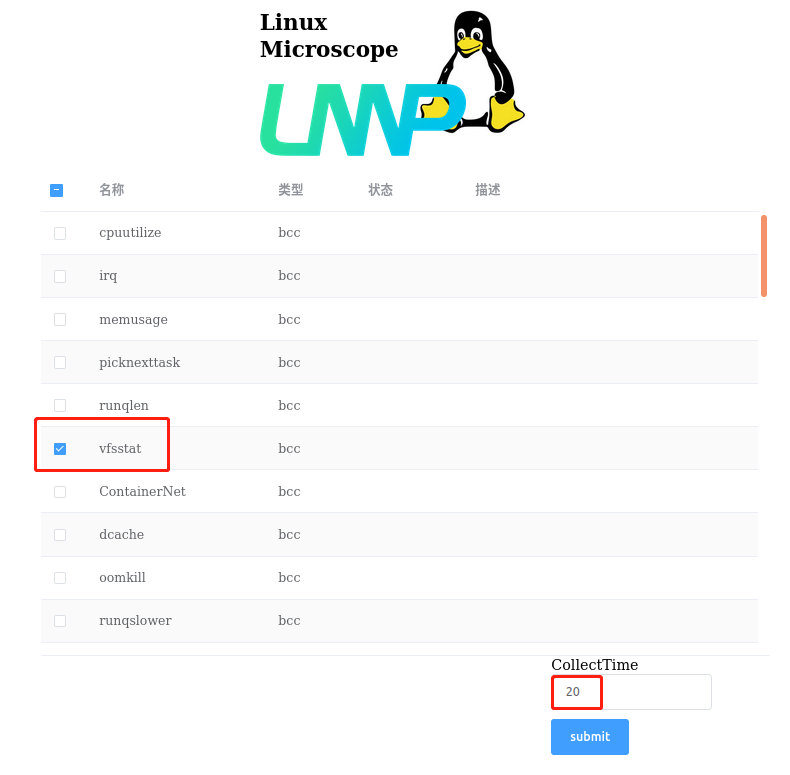 Linux
Microscope
LMP
名称 类型 状态 描述
cpuutilize bcc
irq bcc
memusage bcc
picknexttask bcc
runqlen bcc
vfsstat bcc
ContainerNet bcc
dcache bcc
oomkill bcc
runqslower bcc
CollectTime
20
submit